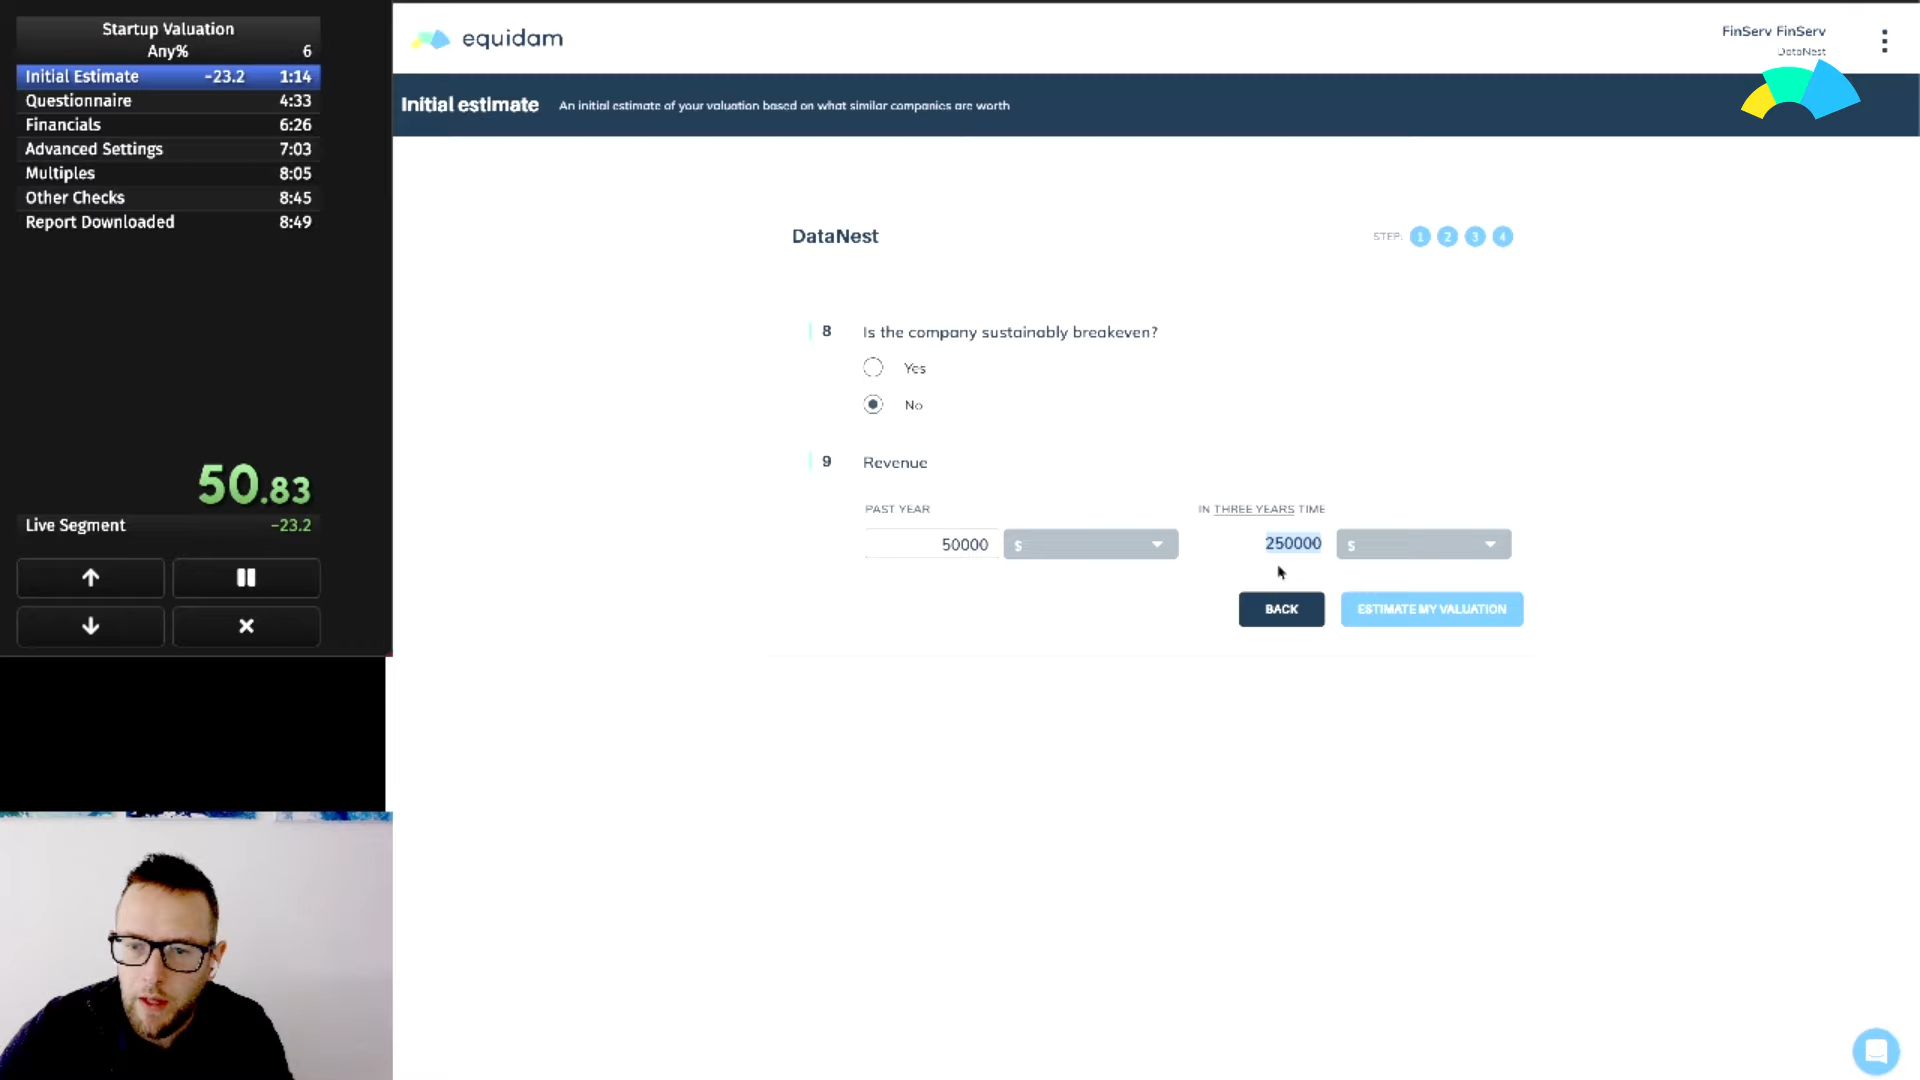 Startup Valuation
Any% 6
Initial Estimate -23.2 1:14
Questionnaire 4:33
Financials 6:26
Advanced Settings 7:03
Multiples 8:05
Other Checks 8:45
Report Downloaded 8:49
50.83
Live Segment -23.2
equidam
FinServ FinServ
DataNest
Initial estimate An initial estimate of your valuation based on what similar companies are worth
DataNest
STEP: 1 2 3 4
8 Is the company sustainably breakeven?
Yes
No
9 Revenue
PAST YEAR IN THREE YEARS TIME
50000 $ 250000 $
BACK ESTIMATE MY VALUATION